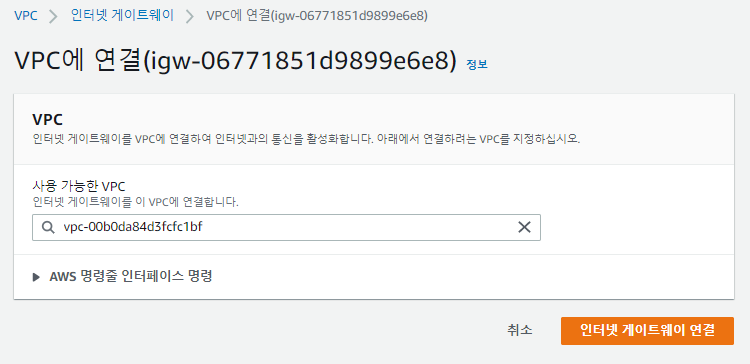 VPC > 인터넷 게이트웨이 > VPC에 연결(igw-06771851d9899e6e8)
VPC에 연결(igw-06771851d9899e6e8) 정보
VPC
인터넷 게이트웨이를 VPC에 연결하여 인터넷과의 통신을 활성화합니다. 아래에서 연결하려는 VPC를 지정하십시오.
사용 가능한 VPC
인터넷 게이트웨이를 이 VPC에 연결합니다.
vpc-00b0da84d3fcfc1bf
AWS 명령줄 인터페이스 명령
취소 인터넷 게이트웨이 연결